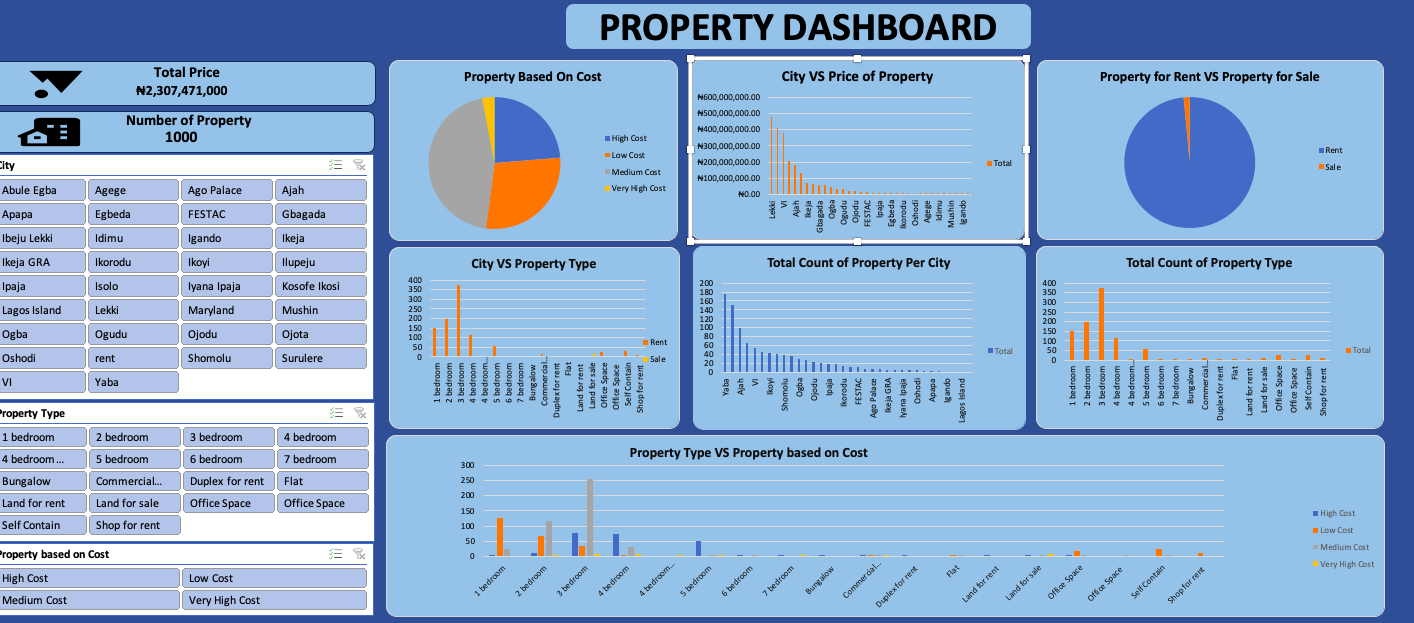 PROPERTY DASHBOARD
Total Price
₦2,307,471,000
Number of Property
1000
City
Abule Egba Agege Ago Palace Ajah
Apapa Egbeda FESTAC Gbagada
Ibeju Lekki Idimu Igando Ikeja
Ikeja GRA Ikorodu Ikoyi Ilupeju
Ipaja Isolo Iyana Ipaja Kosofe Ikosi
Lagos Island Lekki Maryland Mushin
Ogba Ogudu Ojodu Ojota
Oshodi rent Shomolu Surulere
VI Yaba
Property Type
1 bedroom 2 bedroom 3 bedroom 4 bedroom
4 bedroom ... 5 bedroom 6 bedroom 7 bedroom
Bungalow Commercial... Duplex for rent Flat
Land for rent Land for sale Office Space Office Space
Self Contain Shop for rent
Property based on Cost
High Cost Low Cost
Medium Cost Very High Cost
Property Based On Cost
High Cost
Low Cost
Medium Cost
Very High Cost
City VS Price of Property
₦600,000,000.00
₦500,000,000.00
₦400,000,000.00
₦300,000,000.00
₦200,000,000.00
₦100,000,000.00
₦0.00
Lekki VI Ajah Ikeja Gbagada Ogba Ogudu Ojodu FESTAC Ipaja Egbeda Ikorodu Oshodi Agege Idimu Mushin Igando
Total
Property for Rent VS Property for Sale
Rent
Sale
City VS Property Type
400
350
300
250
200
150
100
50
0
1 bedroom 2 bedroom 3 bedroom 4 bedroom 4 bedroom... 5 bedroom 6 bedroom 7 bedroom Bungalow Commercial... Duplex for rent Flat Land for rent Land for sale Office Space Office Space Self Contain Shop for rent
Rent
Sale
Total Count of Property Per City
200
180
160
140
120
100
80
60
40
20
0
Yaba Ajah VI Ikoyi Shomolu Ogba Ojodu Ipaja Ikorodu FESTAC Ago Palace Ikeja GRA Iyana Ipaja Apapa Igando Lagos Island
Total
Total Count of Property Type
400
350
300
250
200
150
100
50
0
1 bedroom 2 bedroom 3 bedroom 4 bedroom 4 bedroom... 5 bedroom 6 bedroom 7 bedroom Bungalow Commercial... Duplex for rent Flat Land for rent Land for sale Office Space Office Space Self Contain Shop for rent
Total
Property Type VS Property based on Cost
300
250
200
150
100
50
0
1 bedroom 2 bedroom 3 bedroom 4 bedroom 4 bedroom... 5 bedroom 6 bedroom 7 bedroom Bungalow Commercial... Duplex for rent Flat Land for rent Land for sale Office Space Office Space Self Contain Shop for rent
High Cost
Low Cost
Medium Cost
Very High Cost